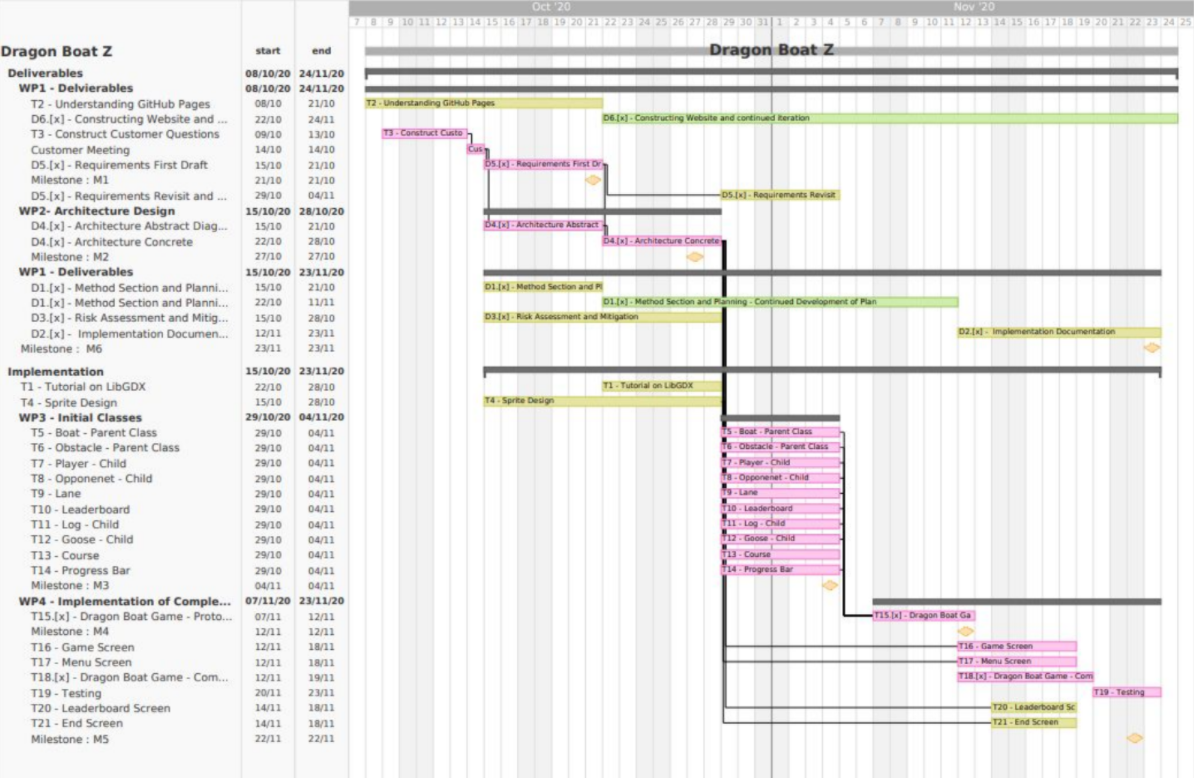 Oct '20 Nov '20
7 8 9 10 11 12 13 14 15 16 17 18 19 20 21 22 23 24 25 26 27 28 29 30 31 1 2 3 4 5 6 7 8 9 10 11 12 13 14 15 16 17 18 19 20 21 22 23 24 25
Dragon Boat Z start end Dragon Boat Z
Deliverables 08/10/20 24/11/20
WP1 - Delvierables 08/10/20 24/11/20
T2 - Understanding GitHub Pages 08/10 21/10 T2 - Understanding GitHub Pages
D6.[x] - Constructing Website and ... 22/10 24/11 D6.[x] - Constructing Website and continued iteration
T3 - Construct Customer Questions 09/10 13/10 T3 - Construct Custo
Customer Meeting 14/10 14/10 Cus
D5.[x] - Requirements First Draft 15/10 21/10 D5.[x] - Requirements First Dr
Milestone : M1 21/10 21/10
D5.[x] - Requirements Revisit and ... 29/10 04/11 D5.[x] - Requirements Revisit
WP2- Architecture Design 15/10/20 28/10/20
D4.[x] - Architecture Abstract Diag... 15/10 21/10 D4.[x] - Architecture Abstract
D4.[x] - Architecture Concrete 22/10 28/10 D4.[x] - Architecture Concrete
Milestone : M2 27/10 27/10
WP1 - Deliverables 15/10/20 23/11/20
D1.[x] - Method Section and Planni... 15/10 21/10 D1.[x] - Method Section and Pl
D1.[x] - Method Section and Planni... 22/10 11/11 D1.[x] - Method Section and Planning - Continued Development of Plan
D3.[x] - Risk Assessment and Mitig... 15/10 28/10 D3.[x] - Risk Assessment and Mitigation
D2.[x] - Implementation Documen... 12/11 23/11 D2.[x] - Implementation Documentation
Milestone : M6 23/11 23/11
Implementation 15/10/20 23/11/20
T1 - Tutorial on LibGDX 22/10 28/10 T1 - Tutorial on LibGDX
T4 - Sprite Design 15/10 28/10 T4 - Sprite Design
WP3 - Initial Classes 29/10/20 04/11/20
T5 - Boat - Parent Class 29/10 04/11 T5 - Boat - Parent Class
T6 - Obstacle - Parent Class 29/10 04/11 T6 - Obstacle - Parent Class
T7 - Player - Child 29/10 04/11 T7 - Player - Child
T8 - Opponenet - Child 29/10 04/11 T8 - Opponenet - Child
T9 - Lane 29/10 04/11 T9 - Lane
T10 - Leaderboard 29/10 04/11 T10 - Leaderboard
T11 - Log - Child 29/10 04/11 T11 - Log - Child
T12 - Goose - Child 29/10 04/11 T12 - Goose - Child
T13 - Course 29/10 04/11 T13 - Course
T14 - Progress Bar 29/10 04/11 T14 - Progress Bar
Milestone : M3 04/11 04/11
WP4 - Implementation of Comple... 07/11/20 23/11/20
T15.[x] - Dragon Boat Game - Proto... 07/11 12/11 T15.[x] - Dragon Boat Ga
Milestone : M4 12/11 12/11
T16 - Game Screen 12/11 18/11 T16 - Game Screen
T17 - Menu Screen 12/11 18/11 T17 - Menu Screen
T18.[x] - Dragon Boat Game - Com... 12/11 19/11 T18.[x] - Dragon Boat Game - Com
T19 - Testing 20/11 23/11 T19 - Testing
T20 - Leaderboard Screen 14/11 18/11 T20 - Leaderboard Sc
T21 - End Screen 14/11 18/11 T21 - End Screen
Milestone : M5 22/11 22/11